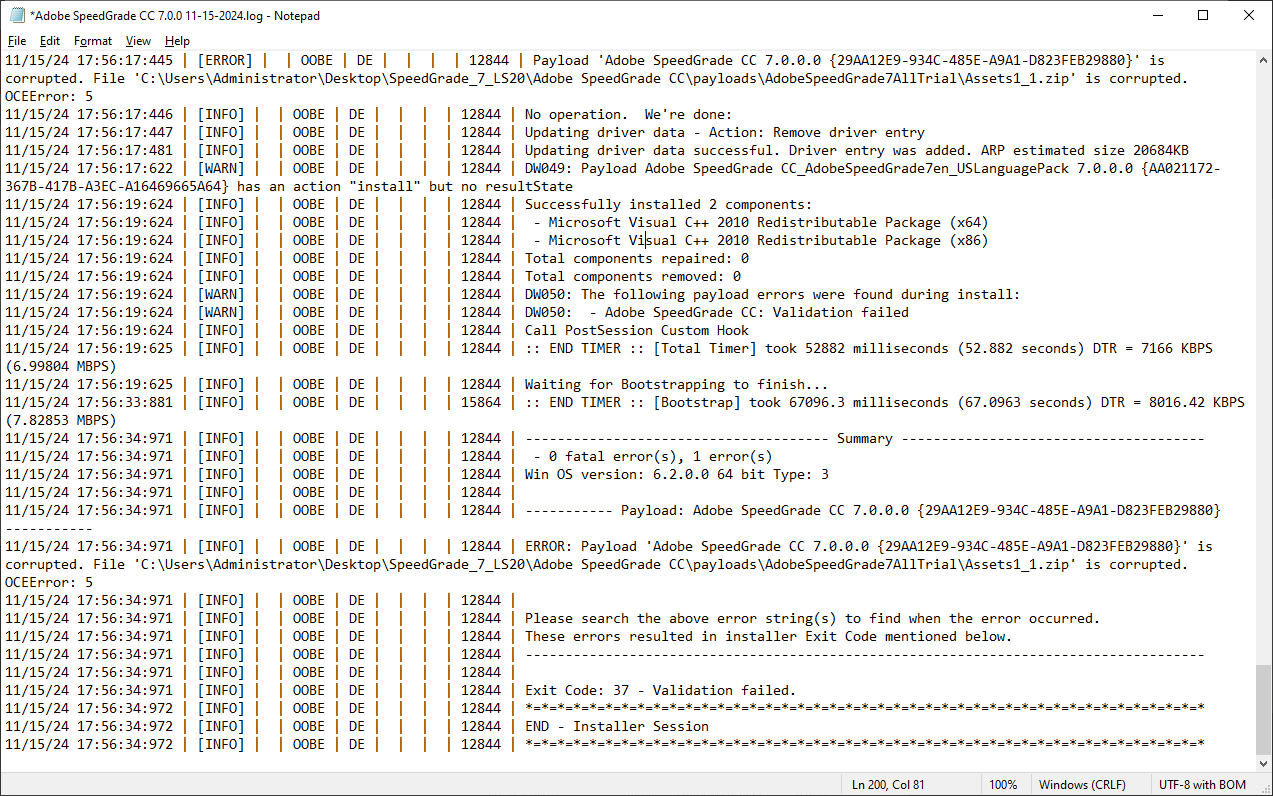 *Adobe SpeedGrade CC 7.0.0 11-15-2024.log - Notepad
File Edit Format View Help
11/15/24 17:56:17:445 | [ERROR] | | OOBE | DE | | | | 12844 | Payload 'Adobe SpeedGrade CC 7.0.0.0 {29AA12E9-934C-485E-A9A1-D823FEB29880}' is
corrupted. File 'C:\Users\Administrator\Desktop\SpeedGrade_7_LS20\Adobe SpeedGrade CC\payloads\AdobeSpeedGrade7AllTrial\Assets1_1.zip' is corrupted.
OCEError: 5
11/15/24 17:56:17:446 | [INFO] | | OOBE | DE | | | | 12844 | No operation.  We're done:
11/15/24 17:56:17:447 | [INFO] | | OOBE | DE | | | | 12844 | Updating driver data - Action: Remove driver entry
11/15/24 17:56:17:481 | [INFO] | | OOBE | DE | | | | 12844 | Updating driver data successful. Driver entry was added. ARP estimated size 20684KB
11/15/24 17:56:17:622 | [WARN] | | OOBE | DE | | | | 12844 | DW049: Payload Adobe SpeedGrade CC_AdobeSpeedGrade7en_USLanguagePack 7.0.0.0 {AA021172-
367B-417B-A3EC-A16469665A64} has an action "install" but no resultState
11/15/24 17:56:19:624 | [INFO] | | OOBE | DE | | | | 12844 | Successfully installed 2 components:
11/15/24 17:56:19:624 | [INFO] | | OOBE | DE | | | | 12844 |  - Microsoft Visual C++ 2010 Redistributable Package (x64)
11/15/24 17:56:19:624 | [INFO] | | OOBE | DE | | | | 12844 |  - Microsoft Visual C++ 2010 Redistributable Package (x86)
11/15/24 17:56:19:624 | [INFO] | | OOBE | DE | | | | 12844 | Total components repaired: 0
11/15/24 17:56:19:624 | [INFO] | | OOBE | DE | | | | 12844 | Total components removed: 0
11/15/24 17:56:19:624 | [WARN] | | OOBE | DE | | | | 12844 | DW050: The following payload errors were found during install:
11/15/24 17:56:19:624 | [WARN] | | OOBE | DE | | | | 12844 | DW050:  - Adobe SpeedGrade CC: Validation failed
11/15/24 17:56:19:624 | [INFO] | | OOBE | DE | | | | 12844 | Call PostSession Custom Hook
11/15/24 17:56:19:625 | [INFO] | | OOBE | DE | | | | 12844 | :: END TIMER :: [Total Timer] took 52882 milliseconds (52.882 seconds) DTR = 7166 KBPS
(6.99804 MBPS)
11/15/24 17:56:19:625 | [INFO] | | OOBE | DE | | | | 12844 | Waiting for Bootstrapping to finish...
11/15/24 17:56:33:881 | [INFO] | | OOBE | DE | | | | 15864 | :: END TIMER :: [Bootstrap] took 67096.3 milliseconds (67.0963 seconds) DTR = 8016.42 KBPS
(7.82853 MBPS)
11/15/24 17:56:34:971 | [INFO] | | OOBE | DE | | | | 12844 | -------------------------------------- Summary --------------------------------------
11/15/24 17:56:34:971 | [INFO] | | OOBE | DE | | | | 12844 |  - 0 fatal error(s), 1 error(s)
11/15/24 17:56:34:971 | [INFO] | | OOBE | DE | | | | 12844 | Win OS version: 6.2.0.0 64 bit Type: 3
11/15/24 17:56:34:971 | [INFO] | | OOBE | DE | | | | 12844 |
11/15/24 17:56:34:971 | [INFO] | | OOBE | DE | | | | 12844 | ----------- Payload: Adobe SpeedGrade CC 7.0.0.0 {29AA12E9-934C-485E-A9A1-D823FEB29880}
-----------
11/15/24 17:56:34:971 | [INFO] | | OOBE | DE | | | | 12844 | ERROR: Payload 'Adobe SpeedGrade CC 7.0.0.0 {29AA12E9-934C-485E-A9A1-D823FEB29880}' is
corrupted. File 'C:\Users\Administrator\Desktop\SpeedGrade_7_LS20\Adobe SpeedGrade CC\payloads\AdobeSpeedGrade7AllTrial\Assets1_1.zip' is corrupted.
OCEError: 5
11/15/24 17:56:34:971 | [INFO] | | OOBE | DE | | | | 12844 |
11/15/24 17:56:34:971 | [INFO] | | OOBE | DE | | | | 12844 | Please search the above error string(s) to find when the error occurred.
11/15/24 17:56:34:971 | [INFO] | | OOBE | DE | | | | 12844 | These errors resulted in installer Exit Code mentioned below.
11/15/24 17:56:34:971 | [INFO] | | OOBE | DE | | | | 12844 | -------------------------------------------------------------------------------------
11/15/24 17:56:34:971 | [INFO] | | OOBE | DE | | | | 12844 |
11/15/24 17:56:34:971 | [INFO] | | OOBE | DE | | | | 12844 | Exit Code: 37 - Validation failed.
11/15/24 17:56:34:972 | [INFO] | | OOBE | DE | | | | 12844 | *=*=*=*=*=*=*=*=*=*=*=*=*=*=*=*=*=*=*=*=*=*=*=*=*=*=*=*=*=*=*=*=*=*=*=*=*=*=*=*=*=*=*
11/15/24 17:56:34:972 | [INFO] | | OOBE | DE | | | | 12844 | END - Installer Session
11/15/24 17:56:34:972 | [INFO] | | OOBE | DE | | | | 12844 | *=*=*=*=*=*=*=*=*=*=*=*=*=*=*=*=*=*=*=*=*=*=*=*=*=*=*=*=*=*=*=*=*=*=*=*=*=*=*=*=*=*=*
Ln 200, Col 81 100% Windows (CRLF) UTF-8 with BOM